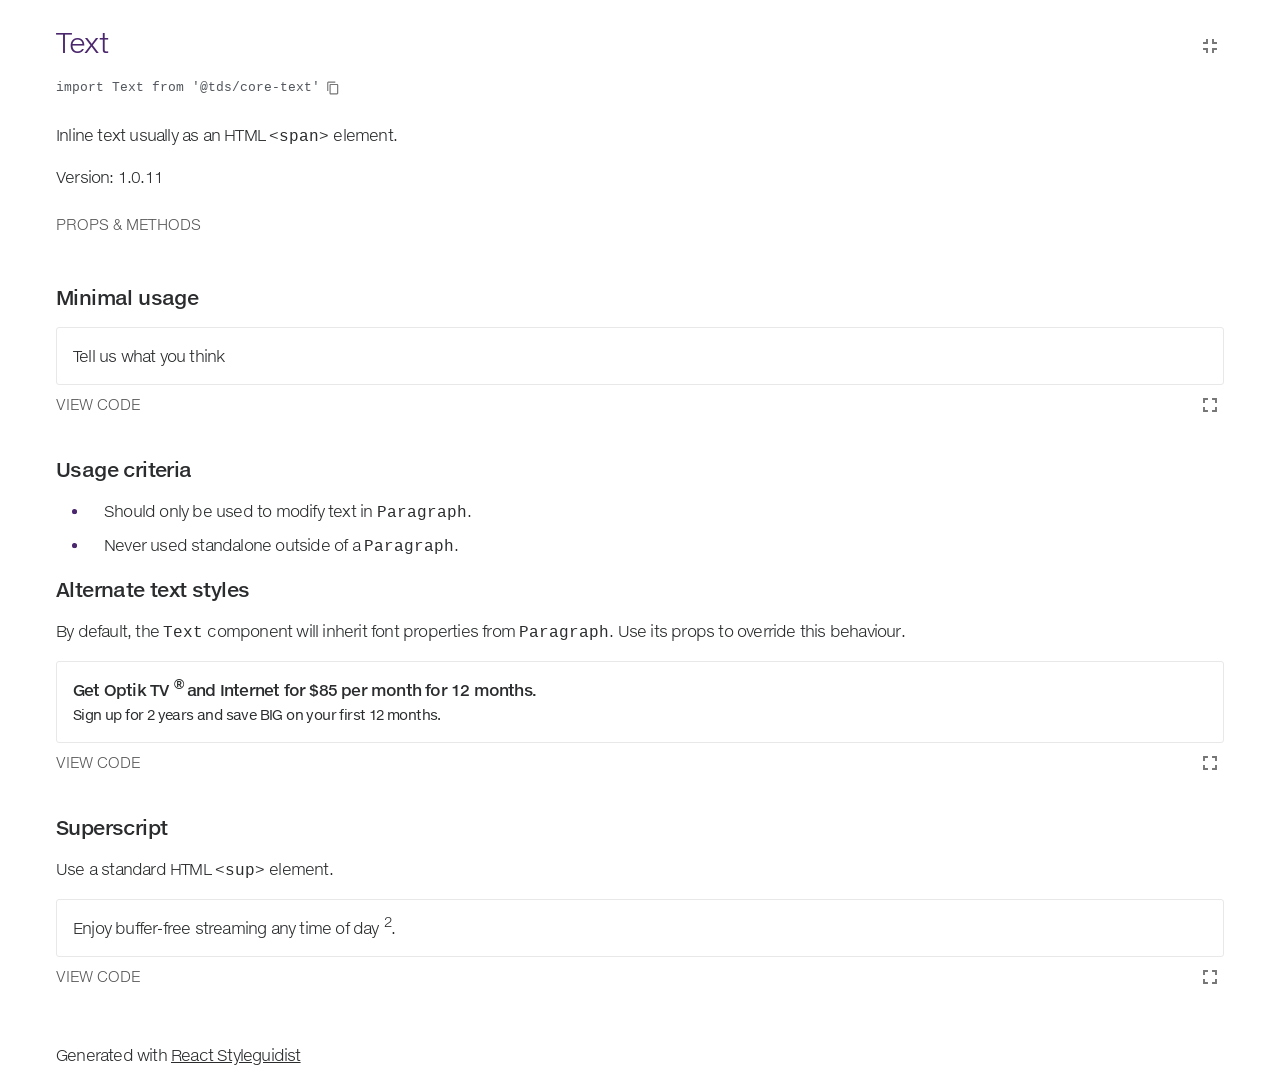 Text
import Text from '@tds/core-text'
Inline text usually as an HTML <span> element.
Version: 1.0.11
PROPS & METHODS
Minimal usage
Tell us what you think
VIEW CODE
Usage criteria
• Should only be used to modify text in Paragraph.
• Never used standalone outside of a Paragraph.
Alternate text styles
By default, the Text component will inherit font properties from Paragraph. Use its props to override this behaviour.
Get Optik TV ® and Internet for $85 per month for 12 months.
Sign up for 2 years and save BIG on your first 12 months.
VIEW CODE
Superscript
Use a standard HTML <sup> element.
Enjoy buffer-free streaming any time of day 2.
VIEW CODE
Generated with React Styleguidist